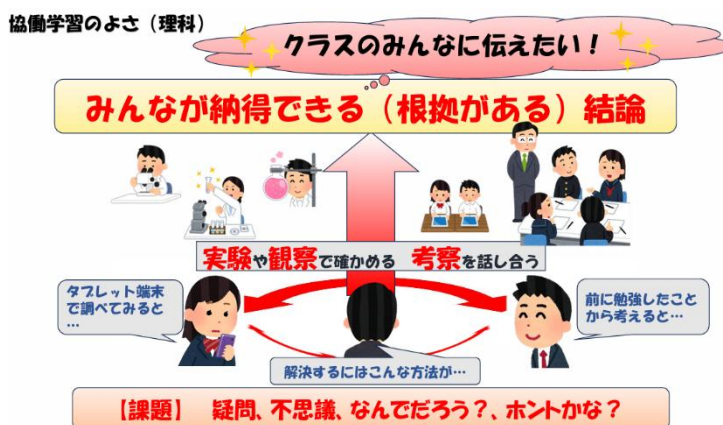 協働学習のよさ（理科）
クラスのみんなに伝えたい！
みんなが納得できる（根拠がある）結論
実験や観察で確かめる　考察を話し合う
タブレット端末
で調べてみると
…
前に勉強したこと
から考えると…
解決するにはこんな方法が…
【課題】　疑問、不思議、なんでだろう？、ホントかな？